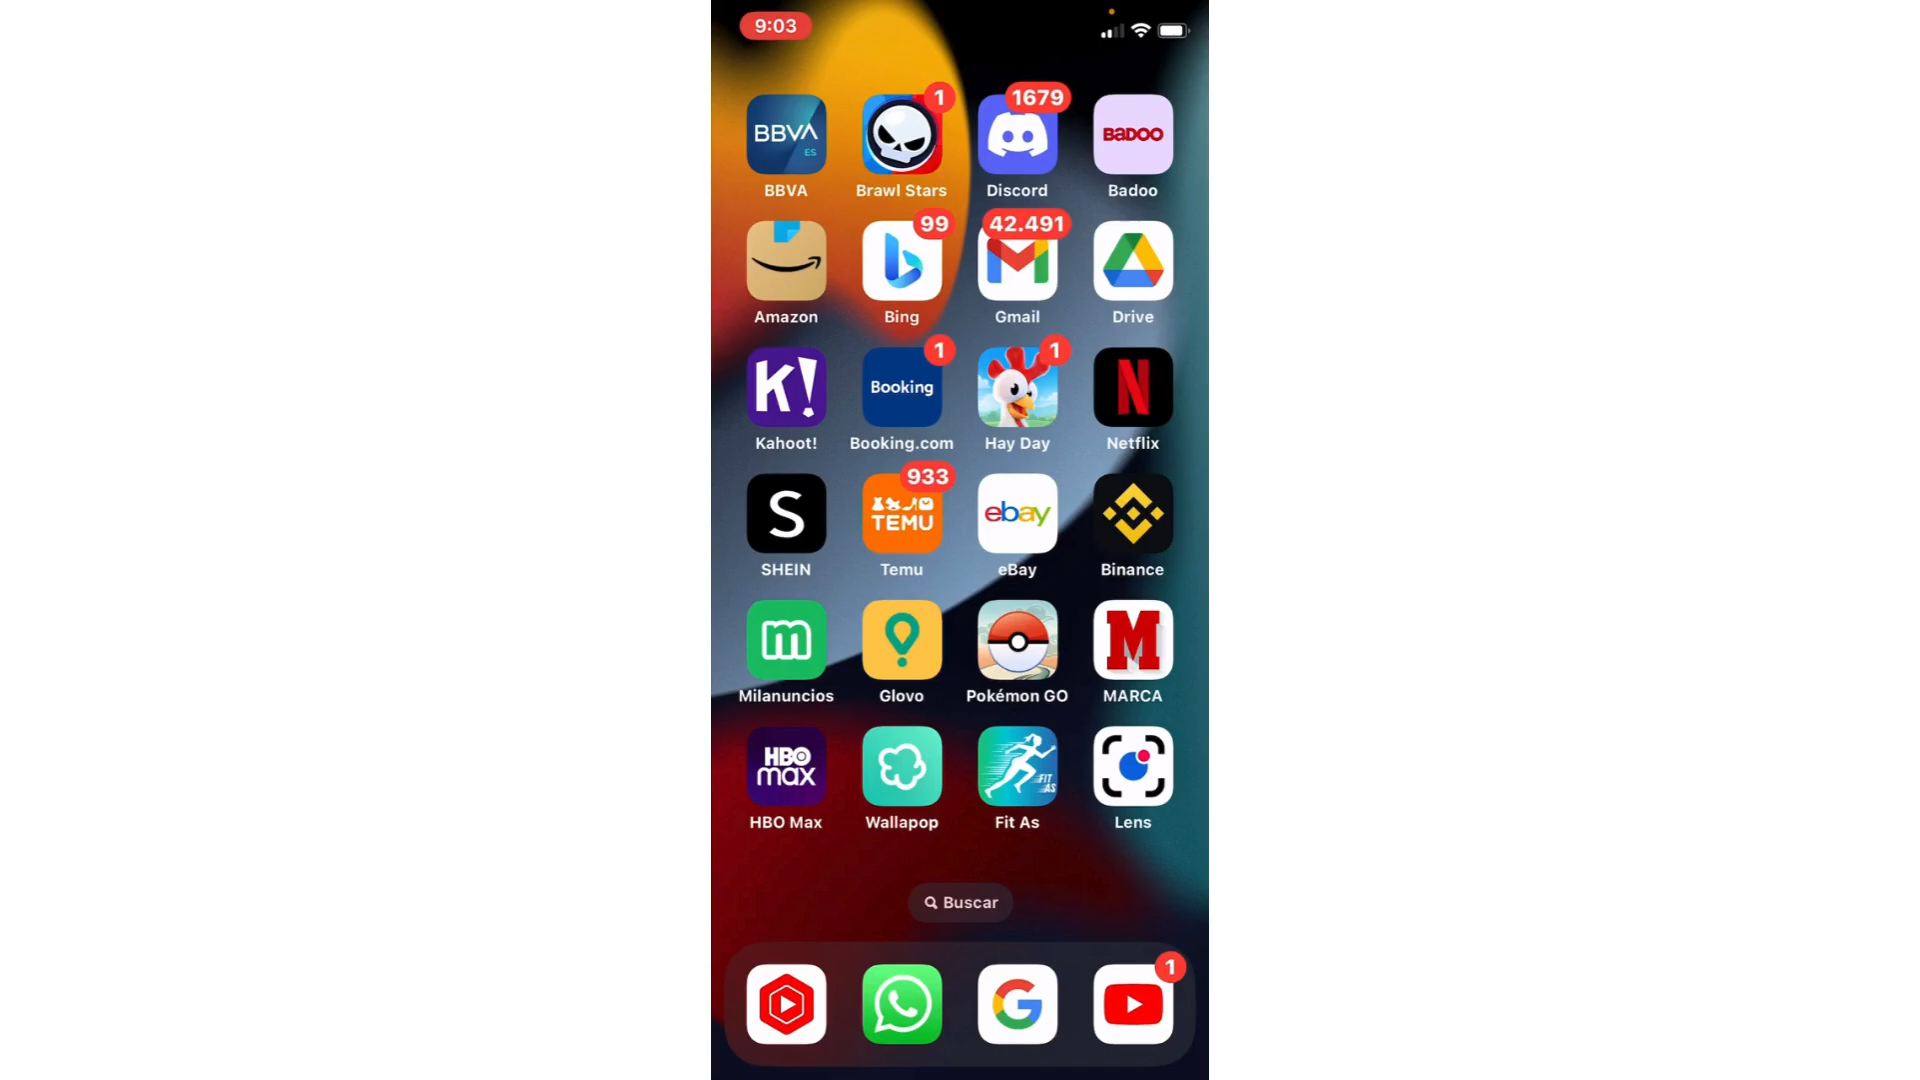 9:03
1
1679
BBVA
ES
BADOO
BBVA
Brawl Stars
Discord
Badoo
99
42.491
Amazon
Bing
Gmail
Drive
1
1
K!
Booking
N
Kahoot!
Booking.com
Hay Day
Netflix
933
S
TEMU
ebay
SHEIN
Temu
eBay
Binance
m
M
Milanuncios
Glovo
Pokémon GO
MARCA
HBO
max
FIT
AS
HBO Max
Wallapop
Fit As
Lens
Buscar
1
G